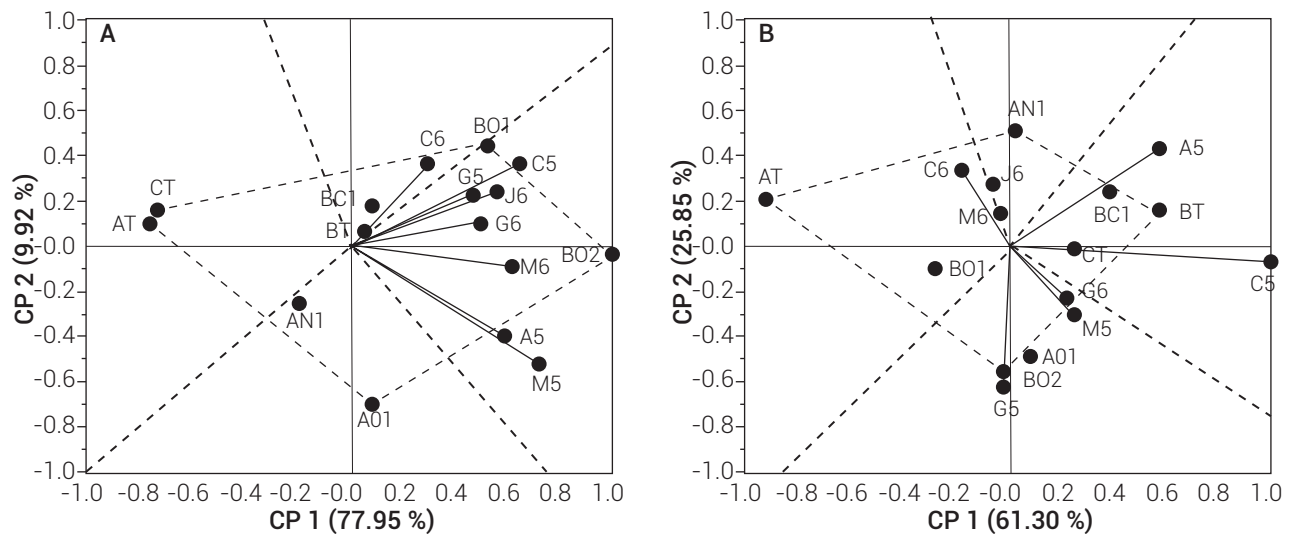 A
1.0
0.8
0.6
0.4
0.2
-0.0
-0.2
-0.4
-0.6
-0.8
-1.0
CP 2 (9.92 %)
BO1
C6
C5
CT
G5
J6
BC1
AT
BT
G6
BO2
M6
AN1
A5
M5
A01
-1.0 -0.8 -0.6 -0.4 -0.2 -0.0 0.2 0.4 0.6 0.8 1.0
CP 1 (77.95 %)
B
1.0
0.8
0.6
0.4
0.2
-0.0
-0.2
-0.4
-0.6
-0.8
-1.0
CP 2 (25.85 %)
AN1
A5
AT
C6
J6
M6
BC1
BT
CT
BO1
C5
G6
M5
A01
BO2
G5
-1.0 -0.8 -0.6 -0.4 -0.2 0.0 0.2 0.4 0.6 0.8 1.0
CP 1 (61.30 %)